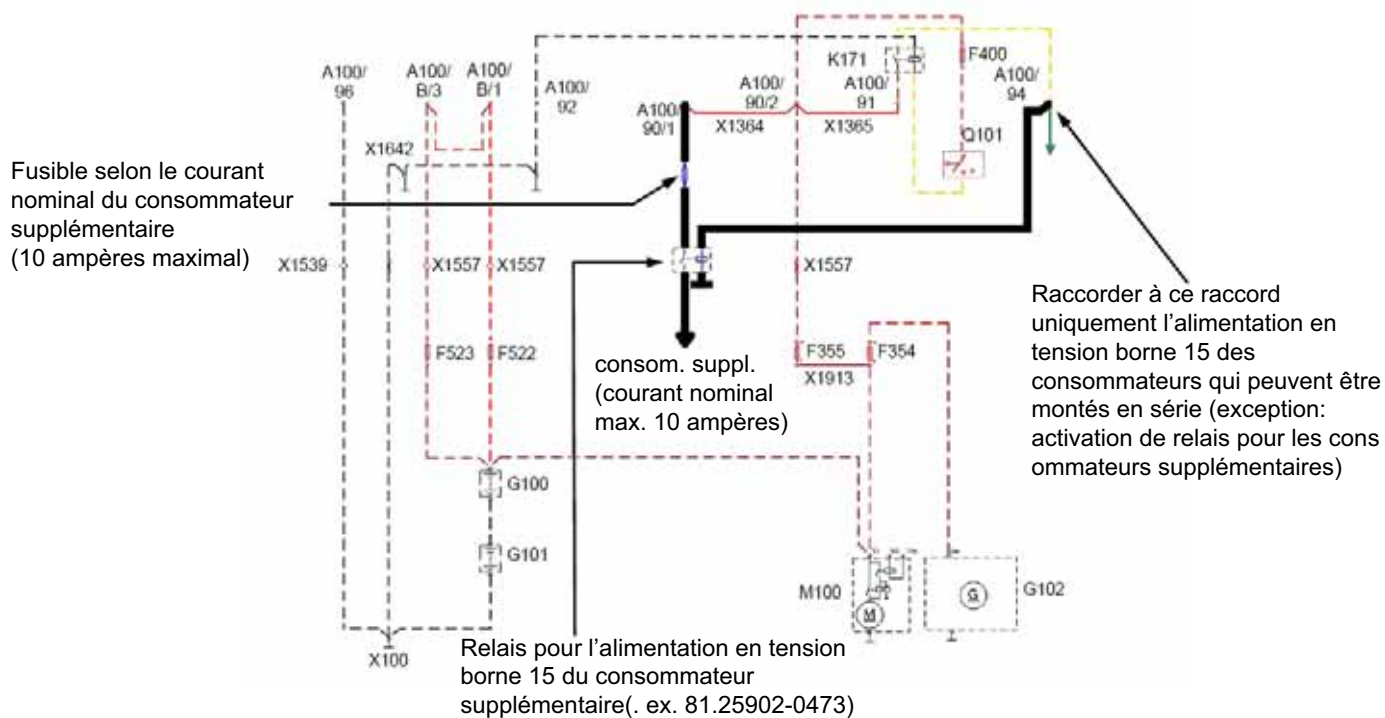 A100/
96
A100/
B/3
A100/
B/1
A100/
92
X1642
A100/
90/1
A100/
90/2
X1364
A100/
91
X1365
K171
F400
A100/
94
Q101
Fusible selon le courant
nominal du consommateur
supplémentaire
(10 ampères maximal)
X1539
X1557
X1557
X1557
Raccorder à ce raccord
uniquement l'alimentation en
tension borne 15 des
consommateurs qui peuvent être
montés en série (exception:
activation de relais pour les cons
ommateurs supplémentaires)
F523
F522
consom. suppl.
(courant nominal
max. 10 ampères)
F355
F354
X1913
G100
G101
M100
M
G
G102
X100
Relais pour l'alimentation en tension
borne 15 du consommateur
supplémentaire(. ex. 81.25902-0473)